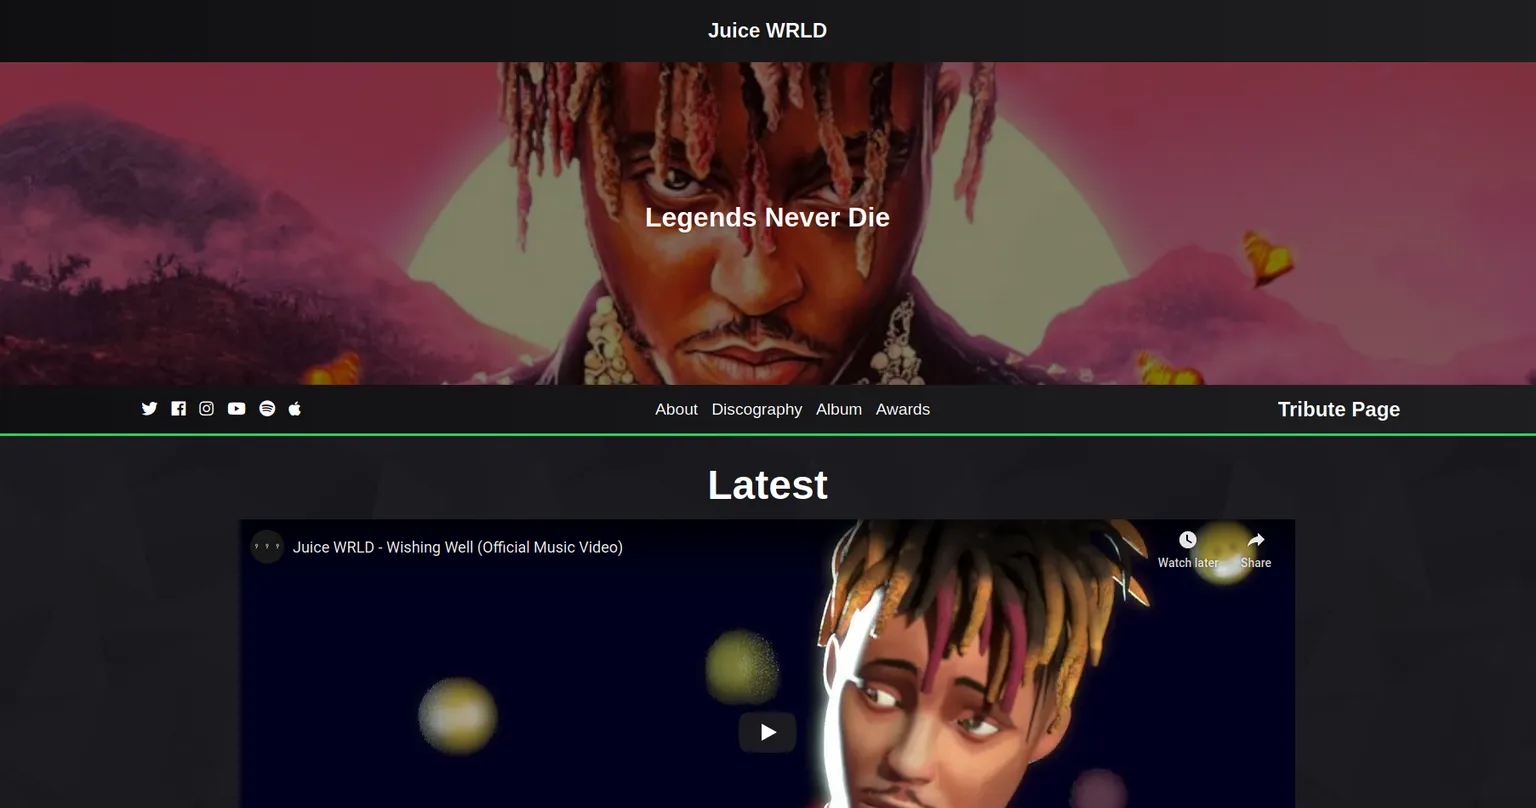 Juice WRLD
Legends Never Die
About Discography Album Awards
Tribute Page
Latest
Juice WRLD - Wishing Well (Official Music Video)
Watch later
Share